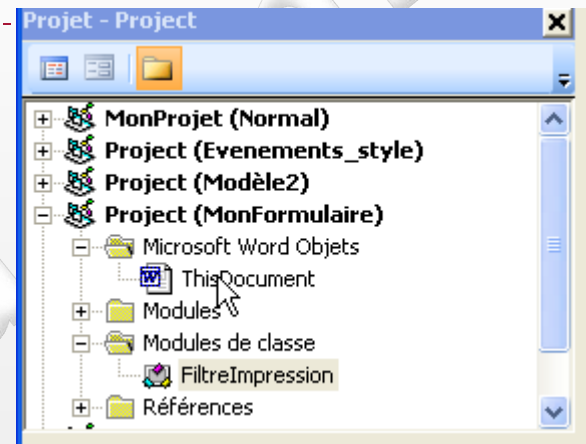 Projet - Project
MonProjet (Normal)
Project (Evenements_style)
Project (Modèle2)
Project (MonFormulaire)
Microsoft Word Objets
ThisDocument
Modules
Modules de classe
FiltreImpression
Références